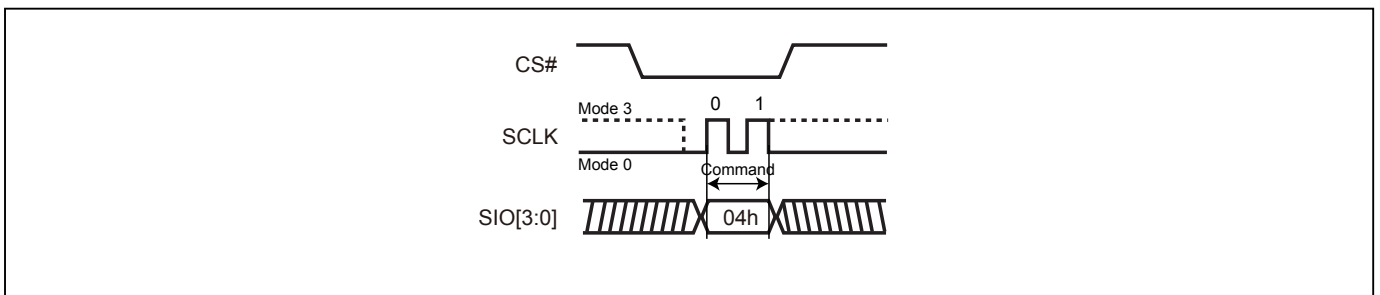 CS#
Mode 3
0 1
SCLK
Mode 0
Command
SIO[3:0]
04h